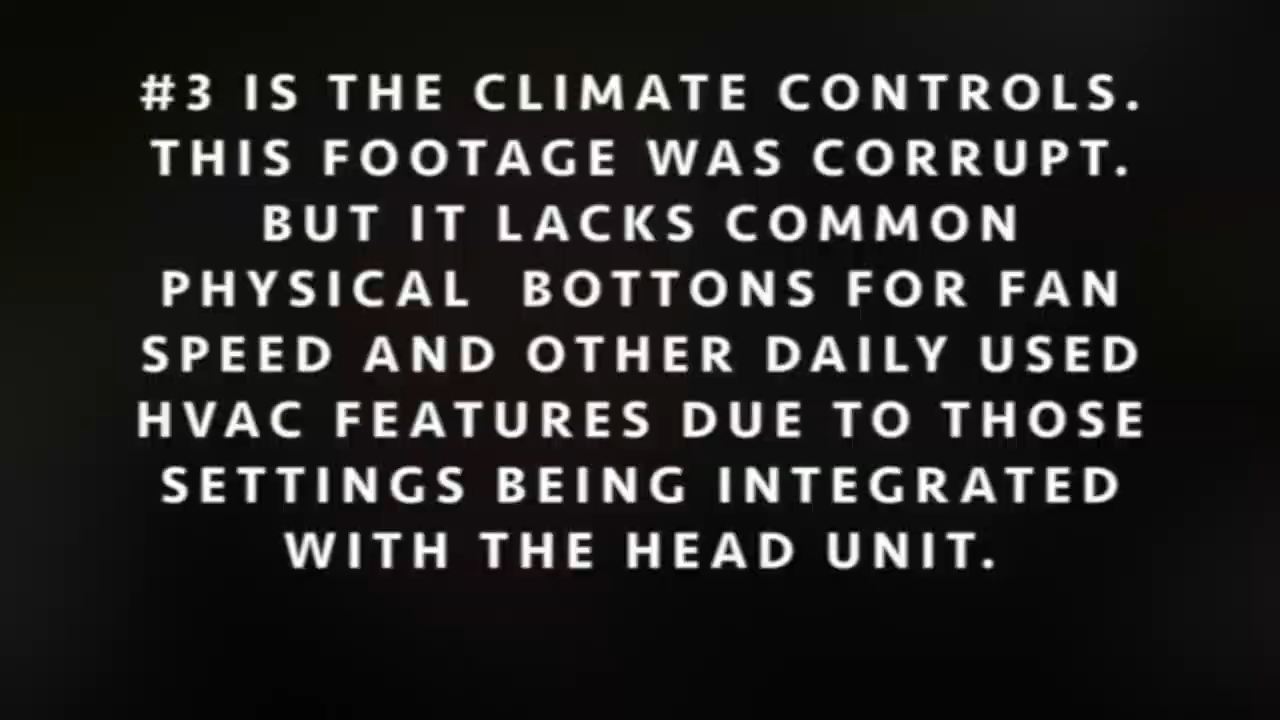 #3 IS THE CLIMATE CONTROLS.
THIS FOOTAGE WAS CORRUPT.
BUT IT LACKS COMMON
PHYSICAL  BOTTONS FOR FAN
SPEED AND OTHER DAILY USED
HVAC FEATURES DUE TO THOSE
SETTINGS BEING INTEGRATED
WITH THE HEAD UNIT.